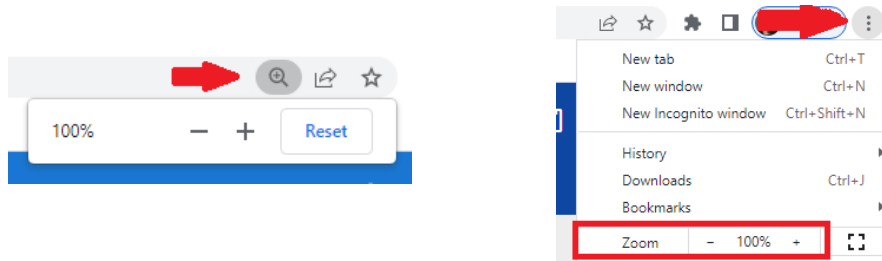 100% − + Reset
New tab Ctrl+T
New window Ctrl+N
New Incognito window Ctrl+Shift+N
History
Downloads Ctrl+J
Bookmarks
Zoom - 100% +